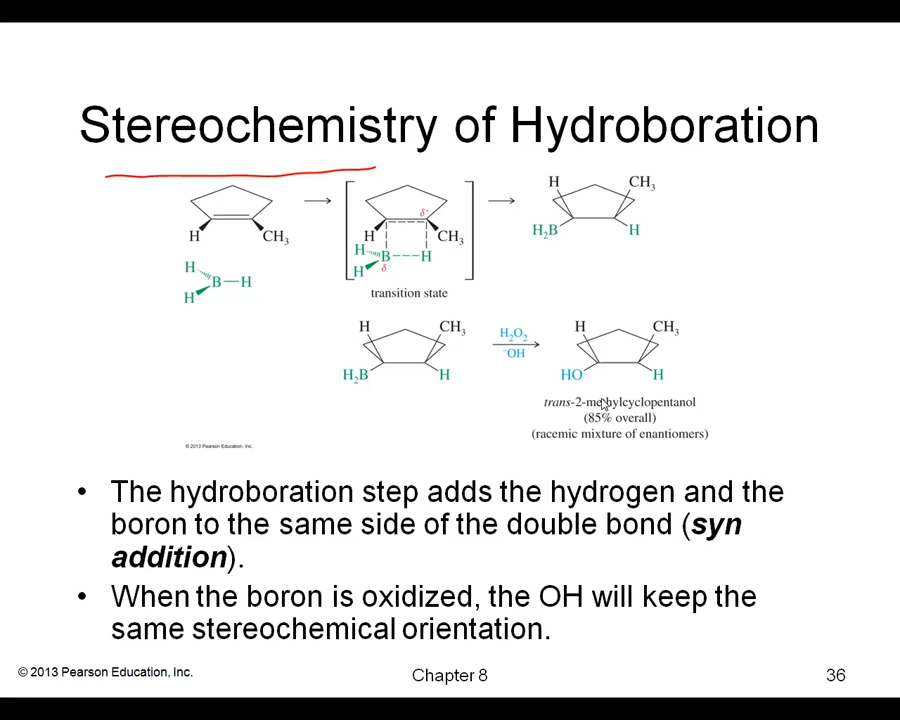 Stereochemistry of Hydroboration
H CH3
H CH3
δ+
H CH3
H2B H
H
H B—H
H
H B---H
H δ-
transition state
H CH3
H2B H
H2O2
-OH
H CH3
HO H
trans-2-methylcyclopentanol
(85% overall)
(racemic mixture of enantiomers)
© 2013 Pearson Education, Inc.
• The hydroboration step adds the hydrogen and the
boron to the same side of the double bond (syn
addition).
• When the boron is oxidized, the OH will keep the
same stereochemical orientation.
© 2013 Pearson Education, Inc.
Chapter 8
36